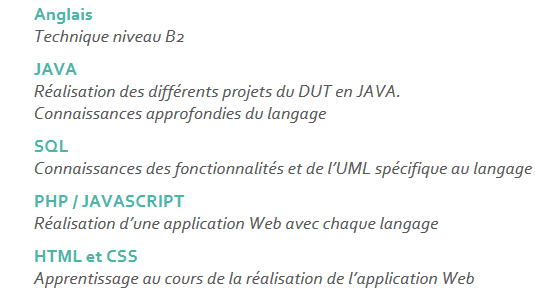 Anglais
Technique niveau B2
JAVA
Réalisation des différents projets du DUT en JAVA.
Connaissances approfondies du langage
SQL
Connaissances des fonctionnalités et de l’UML spécifique au langage
PHP / JAVASCRIPT
Réalisation d’une application Web avec chaque langage
HTML et CSS
Apprentissage au cours de la réalisation de l’application Web